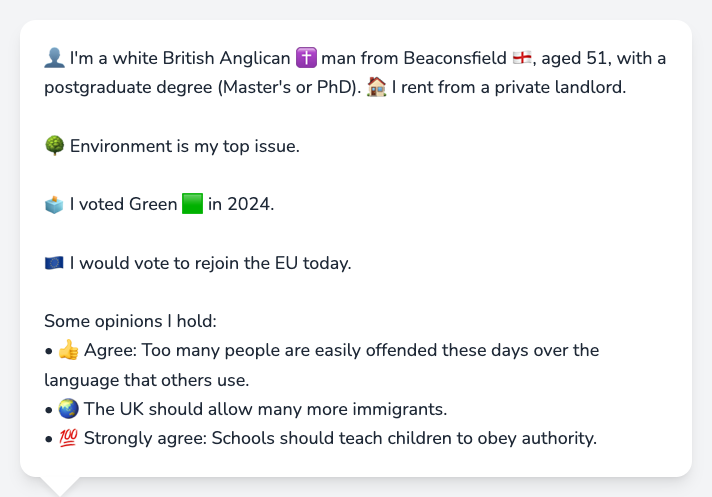 👤 I'm a white British Anglican ✝️ man from Beaconsfield 🏴󠁧󠁢󠁥󠁮󠁧󠁿, aged 51, with a
postgraduate degree (Master's or PhD). 🏠 I rent from a private landlord.
🌳 Environment is my top issue.
🗳️ I voted Green 🟩 in 2024.
🇪🇺 I would vote to rejoin the EU today.
Some opinions I hold:
• 👍 Agree: Too many people are easily offended these days over the
language that others use.
• 🌏 The UK should allow many more immigrants.
• 💯 Strongly agree: Schools should teach children to obey authority.